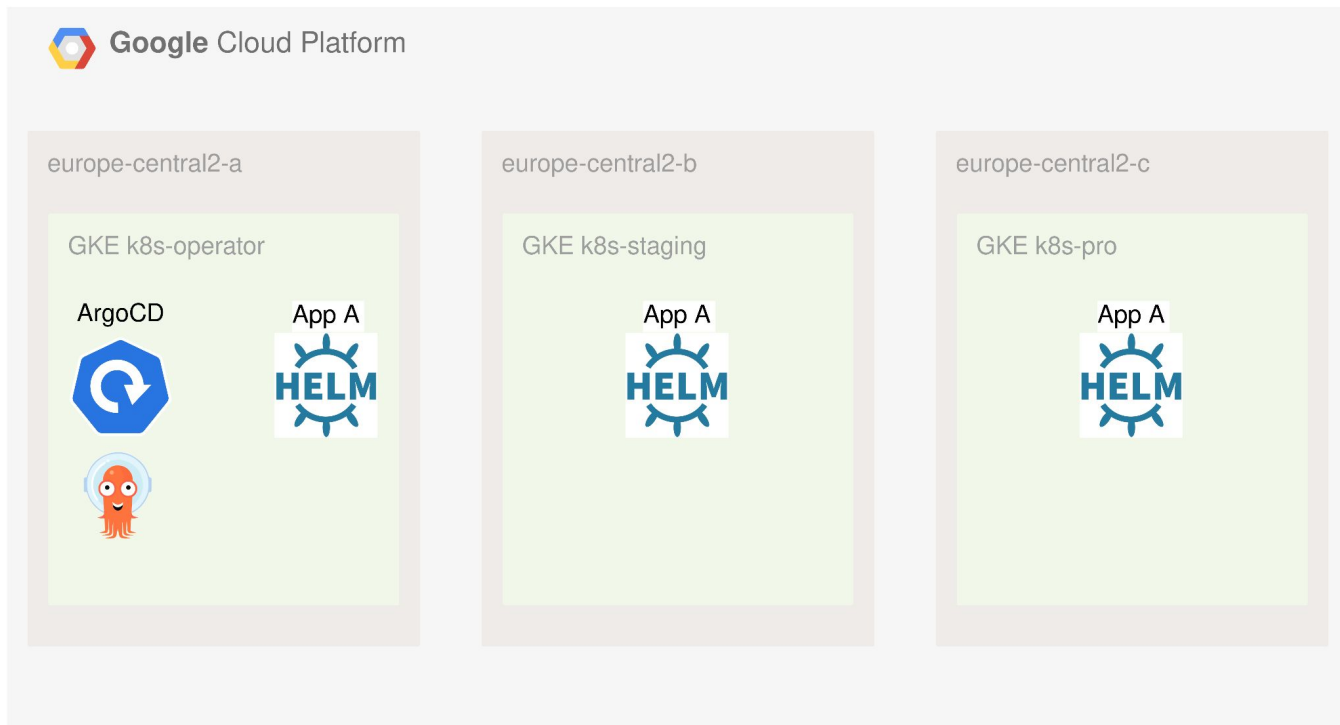 Google Cloud Platform
europe-central2-a
GKE k8s-operator
ArgoCD
App A
HELM
europe-central2-b
GKE k8s-staging
App A
HELM
europe-central2-c
GKE k8s-pro
App A
HELM